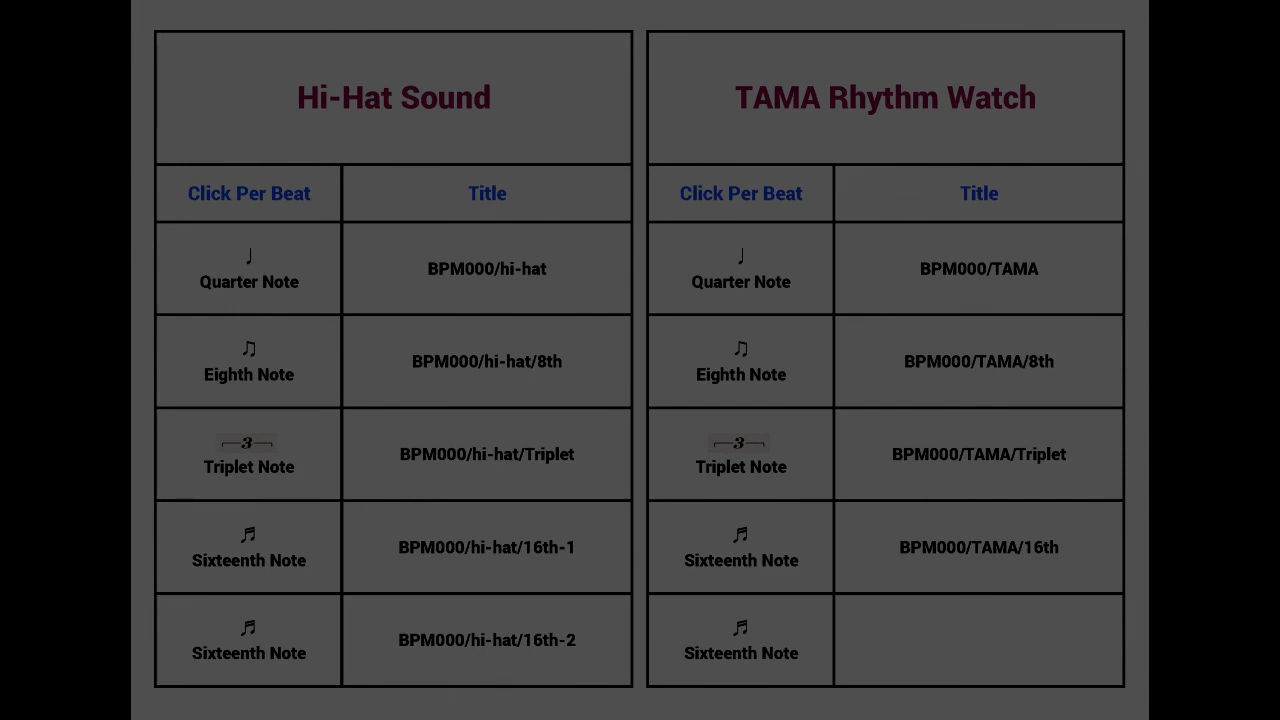 Hi-Hat Sound
Click Per Beat
Title
♩
Quarter Note
BPM000/hi-hat
♫
Eighth Note
BPM000/hi-hat/8th
3
Triplet Note
BPM000/hi-hat/Triplet
♬
Sixteenth Note
BPM000/hi-hat/16th-1
♬
Sixteenth Note
BPM000/hi-hat/16th-2
TAMA Rhythm Watch
Click Per Beat
Title
♩
Quarter Note
BPM000/TAMA
♫
Eighth Note
BPM000/TAMA/8th
3
Triplet Note
BPM000/TAMA/Triplet
♬
Sixteenth Note
BPM000/TAMA/16th
♬
Sixteenth Note